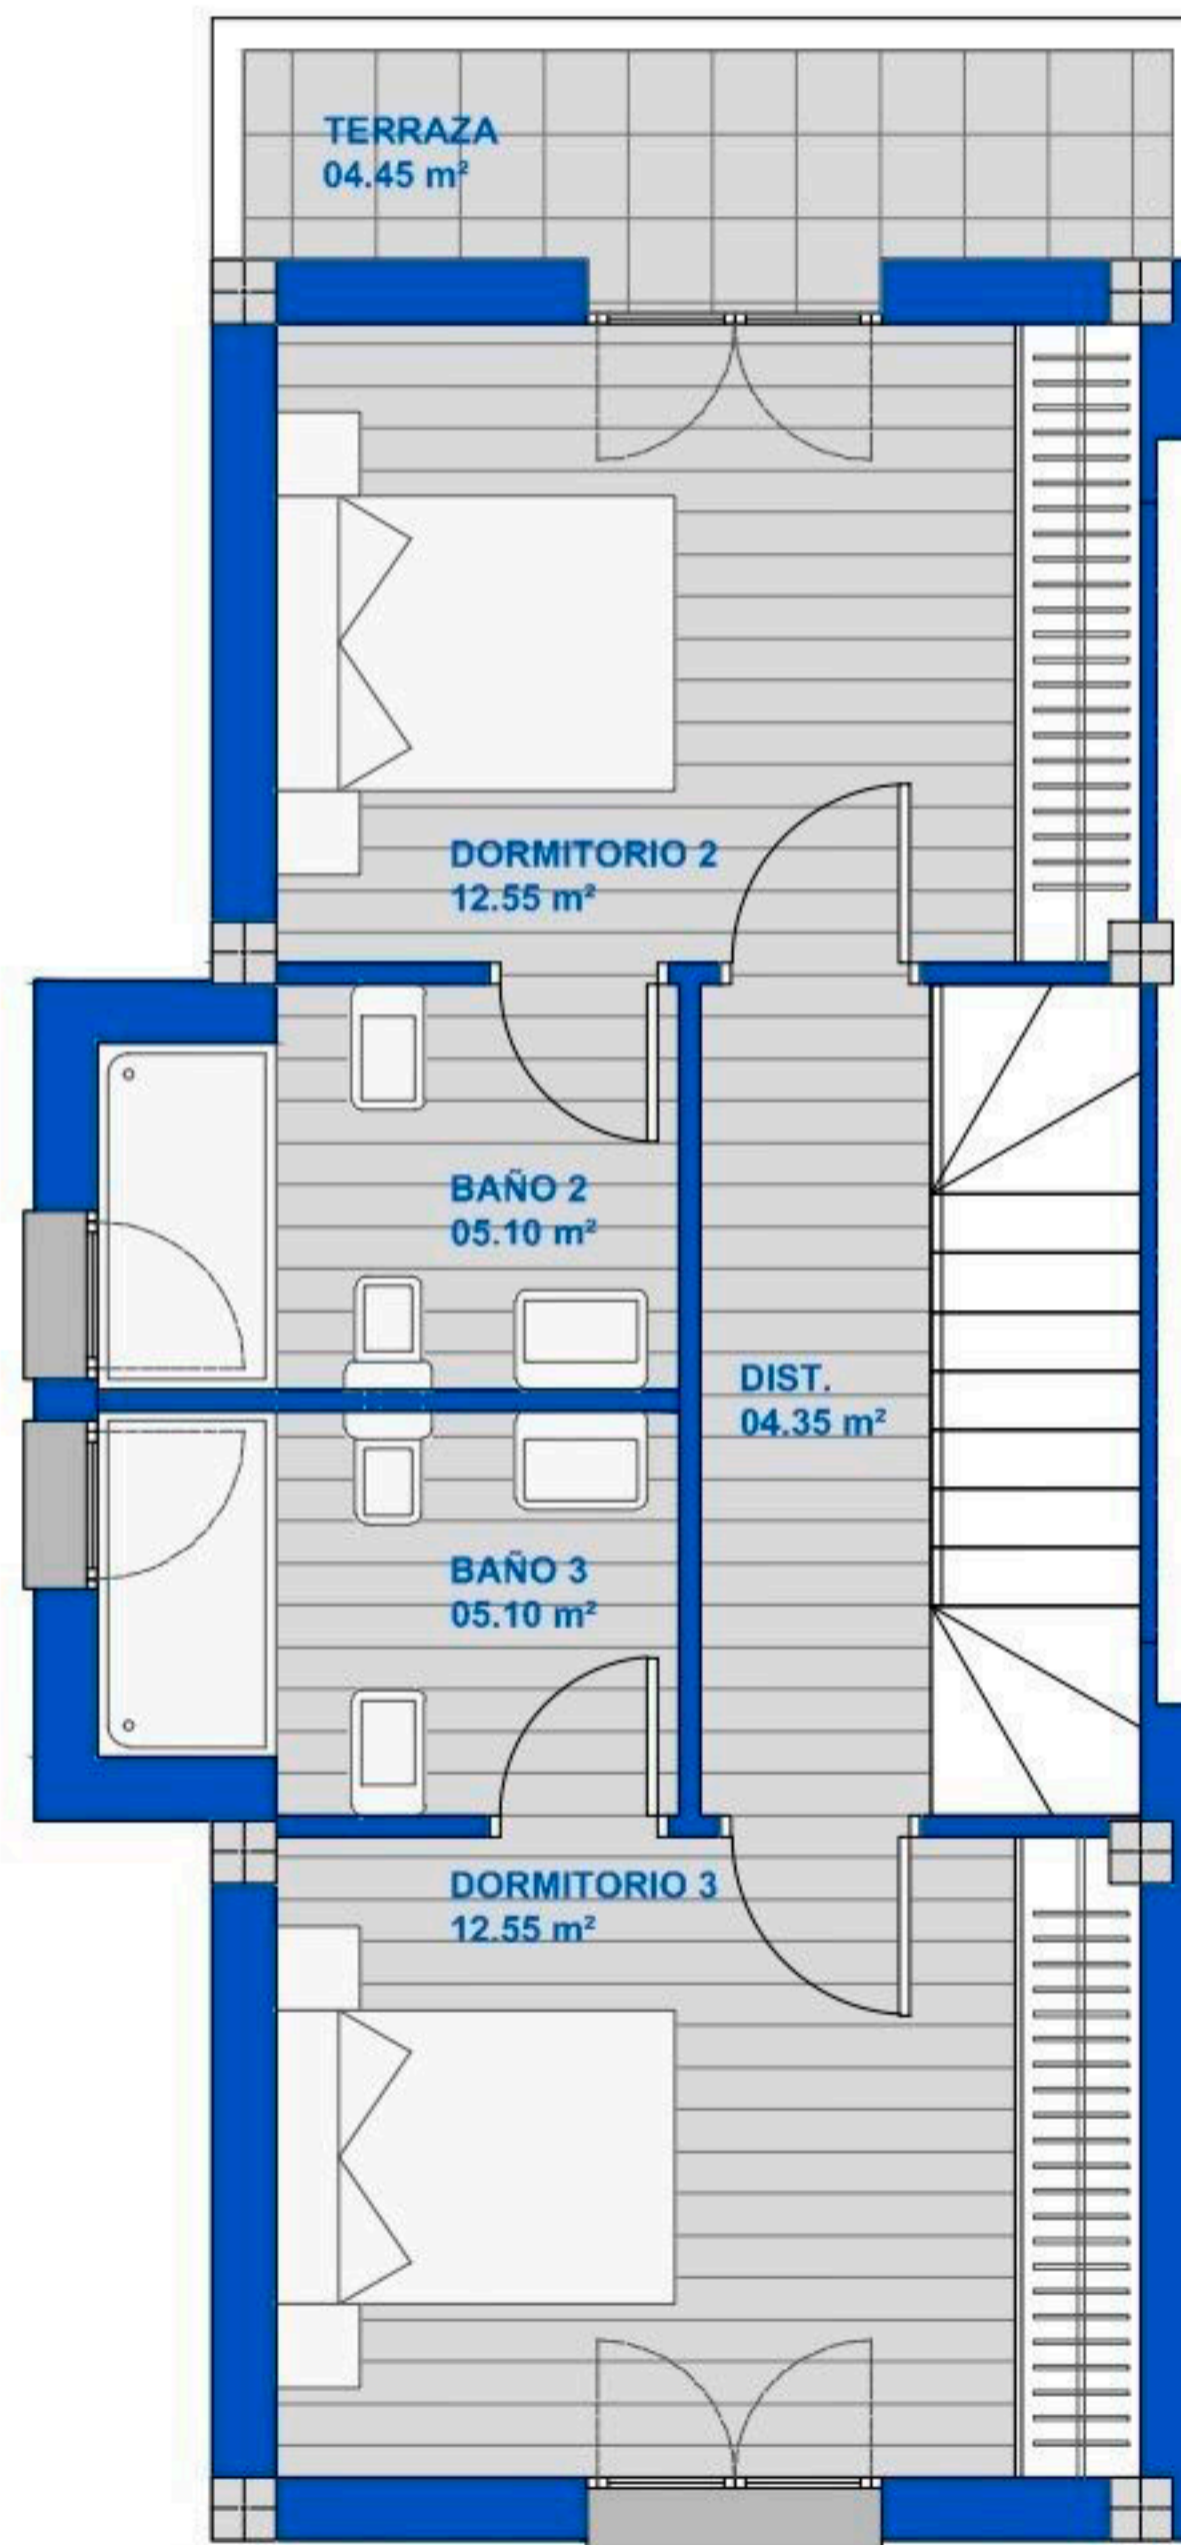 TERRAZA
04.45 m²
DORMITORIO 2
12.55 m²
BAÑO 2
05.10 m²
DIST.
04.35 m²
BAÑO 3
05.10 m²
DORMITORIO 3
12.55 m²